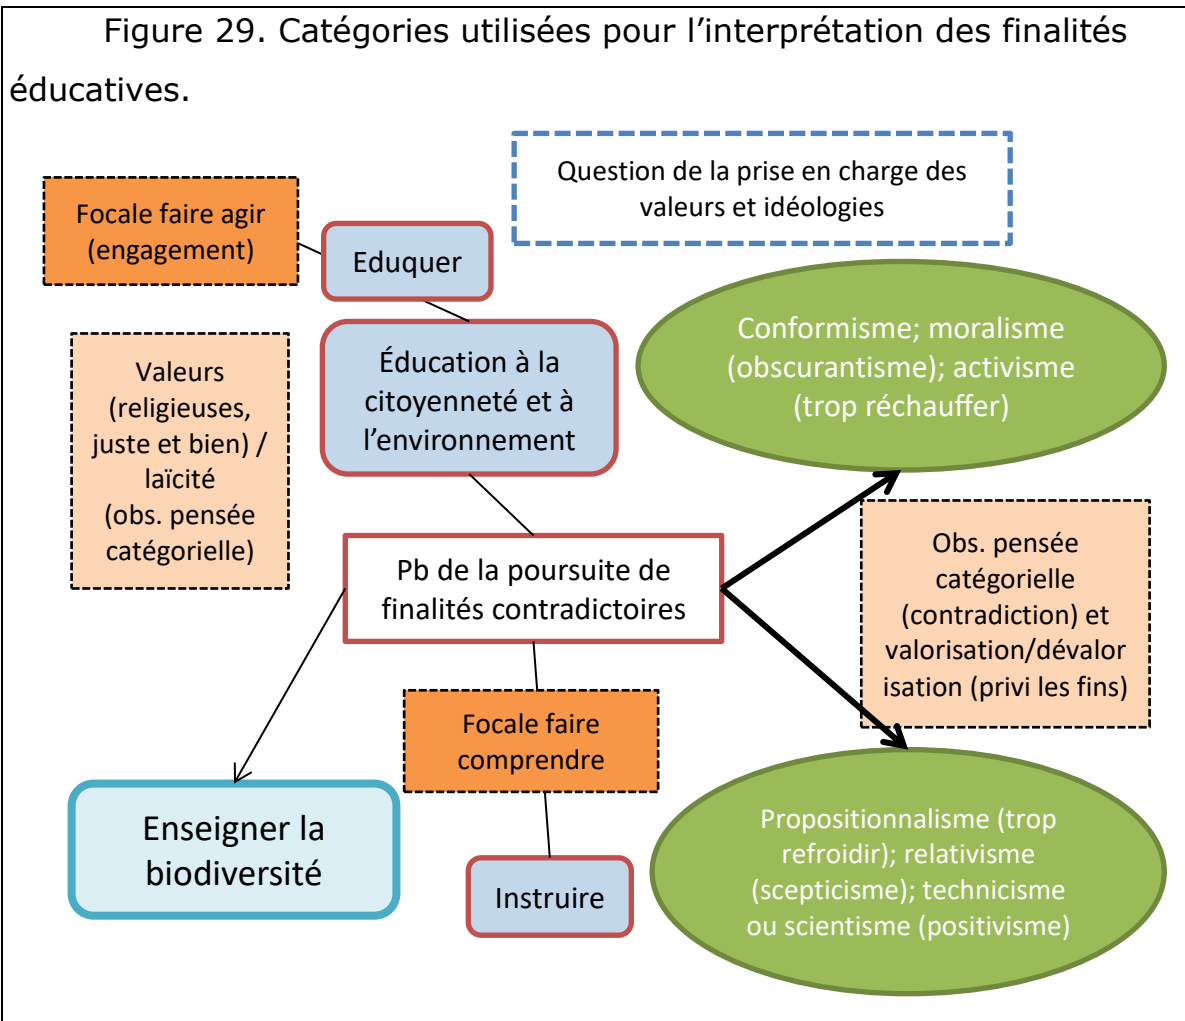 Figure 29. Catégories utilisées pour l’interprétation des finalités
éducatives.
Question de la prise en charge des
valeurs et idéologies
Focale faire agir
(engagement)
Eduquer
Conformisme; moralisme
(obscurantisme); activisme
(trop réchauffer)
Éducation à la
citoyenneté et à
l’environnement
Valeurs
(religieuses,
juste et bien) /
laïcité
(obs. pensée
catégorielle)
Pb de la poursuite de
finalités contradictoires
Obs. pensée
catégorielle
(contradiction) et
valorisation/dévalor
isation (privi les fins)
Focale faire
comprendre
Enseigner la
biodiversité
Instruire
Propositionnalisme (trop
refroidir); relativisme
(scepticisme); technicisme
ou scientisme (positivisme)